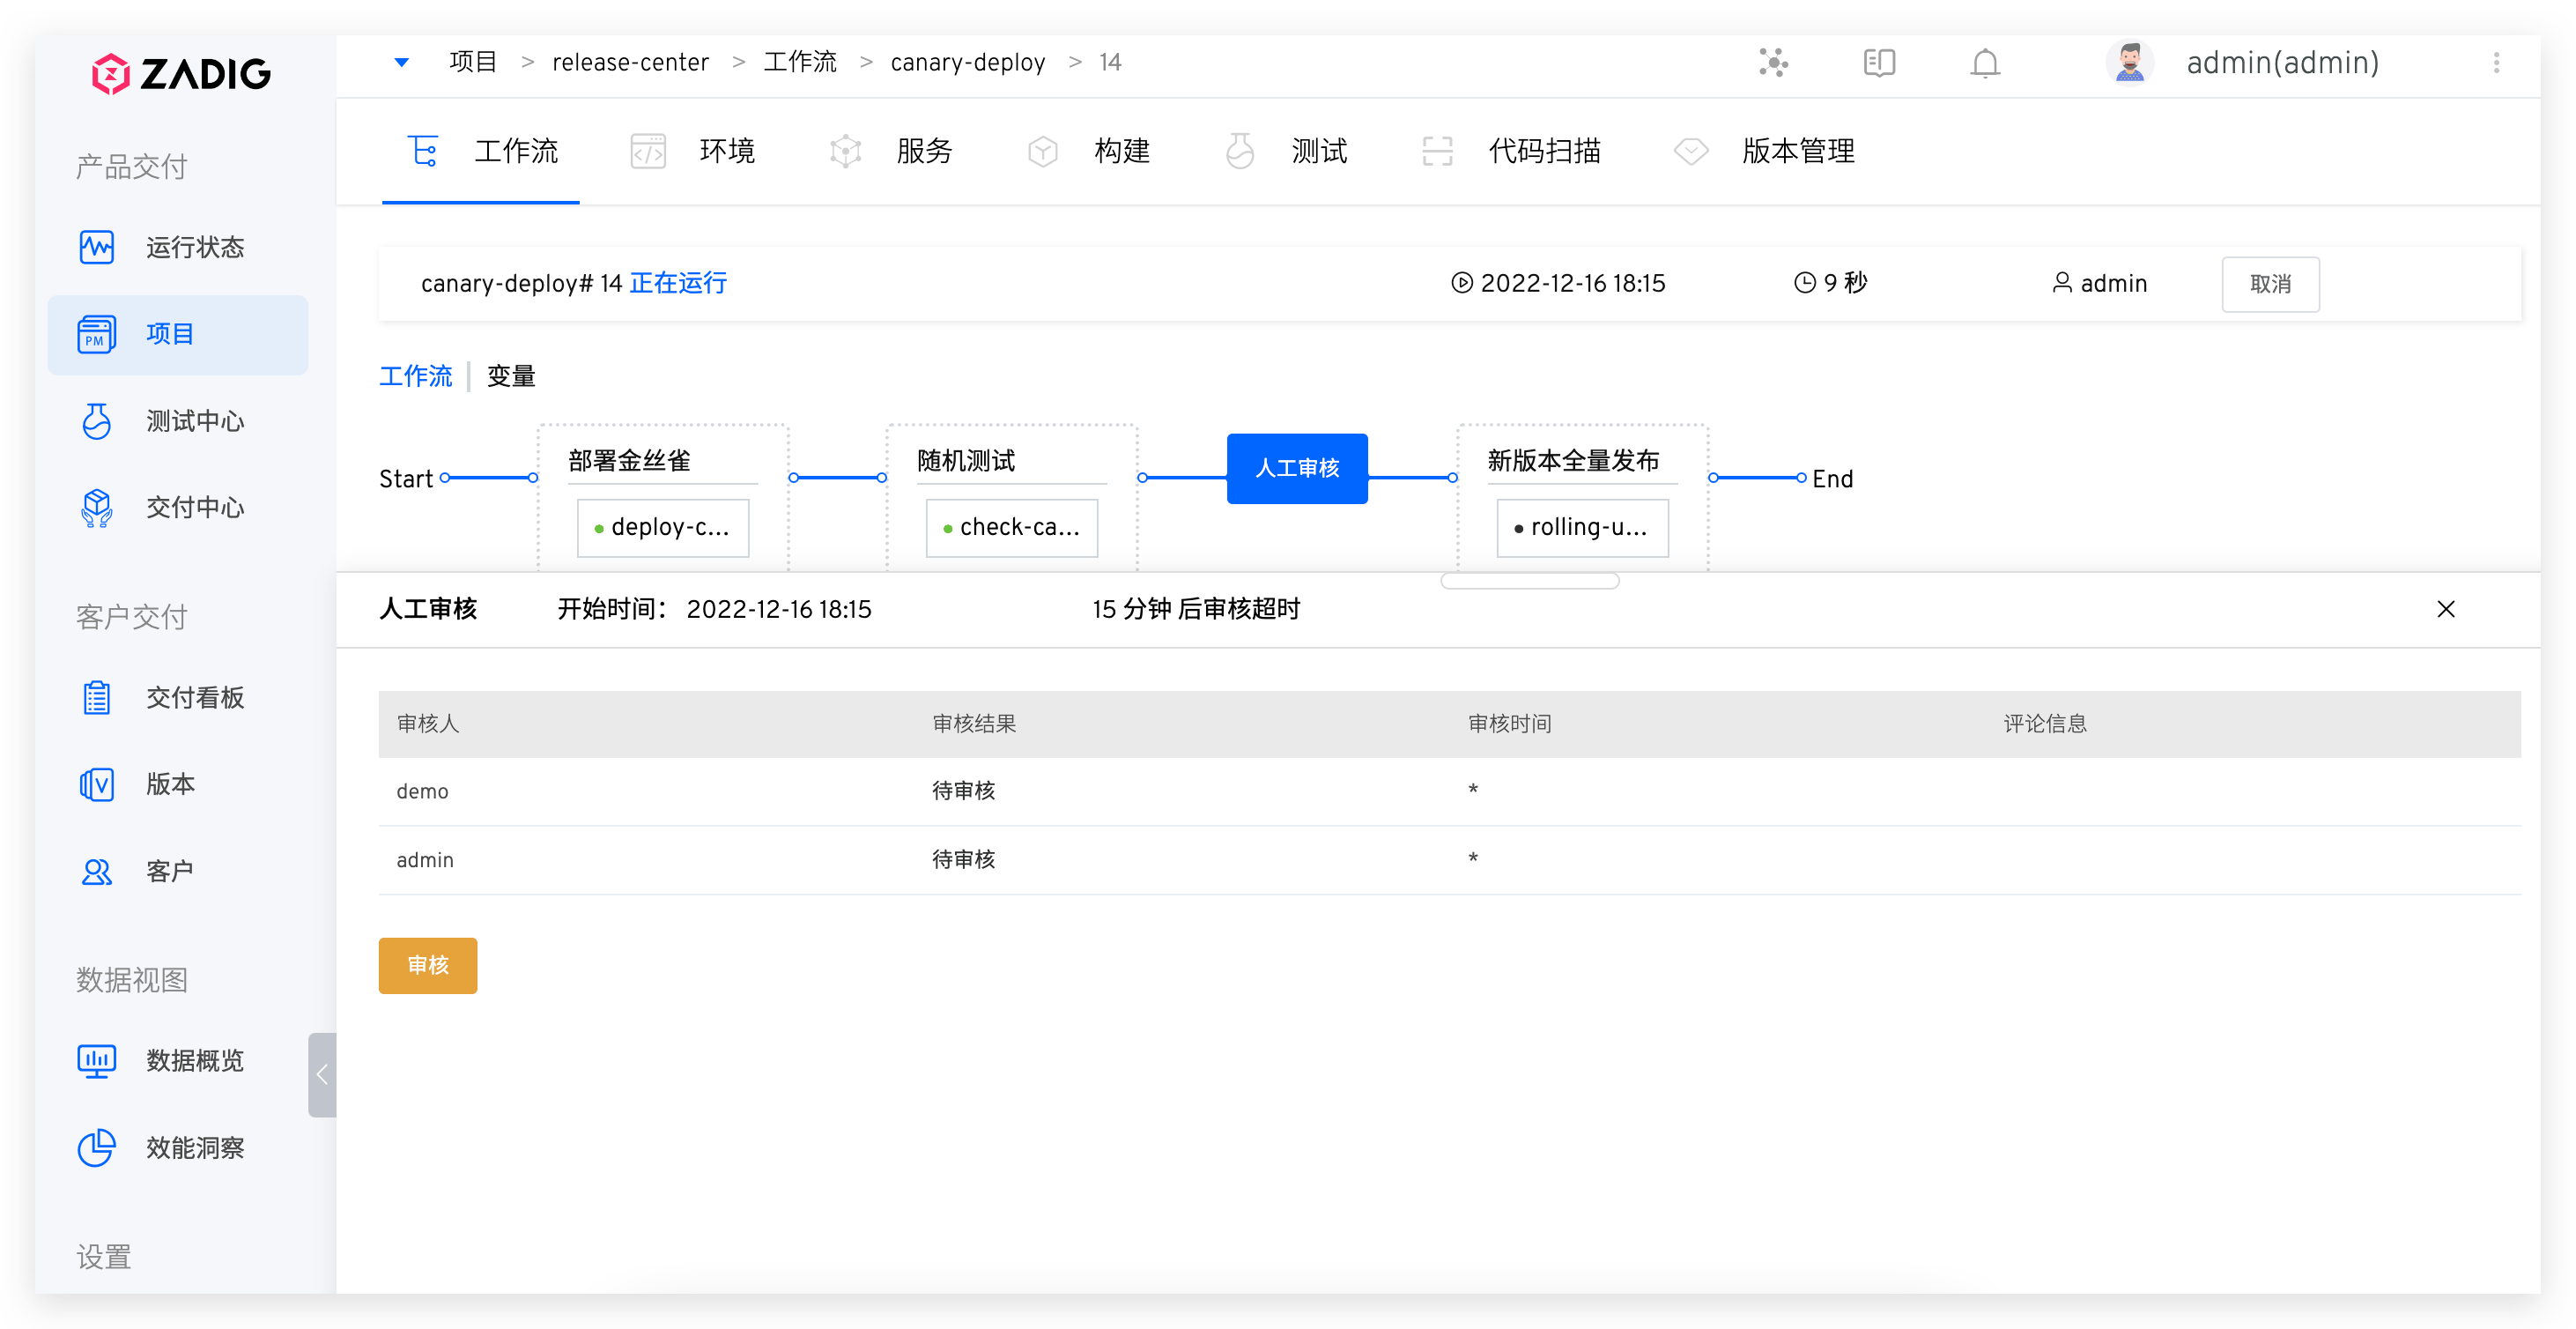 ZADIG
产品交付
运行状态
PM
项目
测试中心
交付中心
客户交付
交付看板
V
版本
客户
数据视图
数据概览
效能洞察
设置
项目 > release-center > 工作流 > canary-deploy > 14
admin(admin)
工作流 环境 服务 构建 测试 代码扫描 版本管理
canary-deploy# 14 正在运行 2022-12-16 18:15 9 秒 admin 取消
工作流 变量
Start 部署金丝雀 随机测试 人工审核 新版本全量发布 End
deploy-c... check-ca... rolling-u...
人工审核 开始时间： 2022-12-16 18:15 15 分钟 后审核超时
审核人 审核结果 审核时间 评论信息
demo 待审核 *
admin 待审核 *
审核